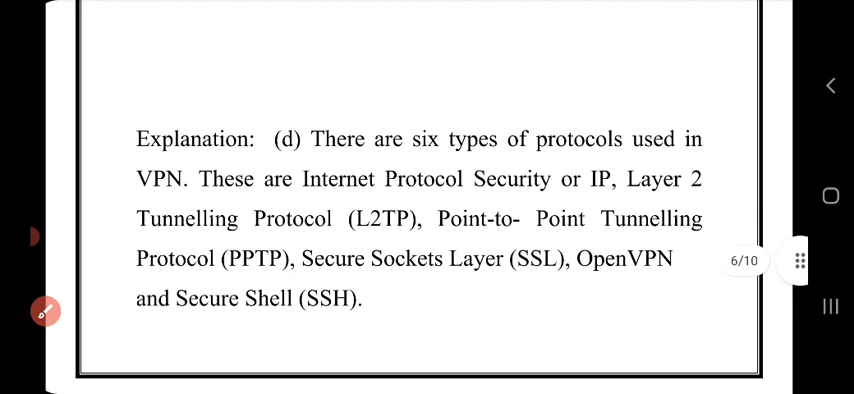 Explanation: (d) There are six types of protocols used in
VPN. These are Internet Protocol Security or IP, Layer 2
Tunnelling Protocol (L2TP), Point-to- Point Tunnelling
Protocol (PPTP), Secure Sockets Layer (SSL), OpenVPN
6/10
and Secure Shell (SSH).